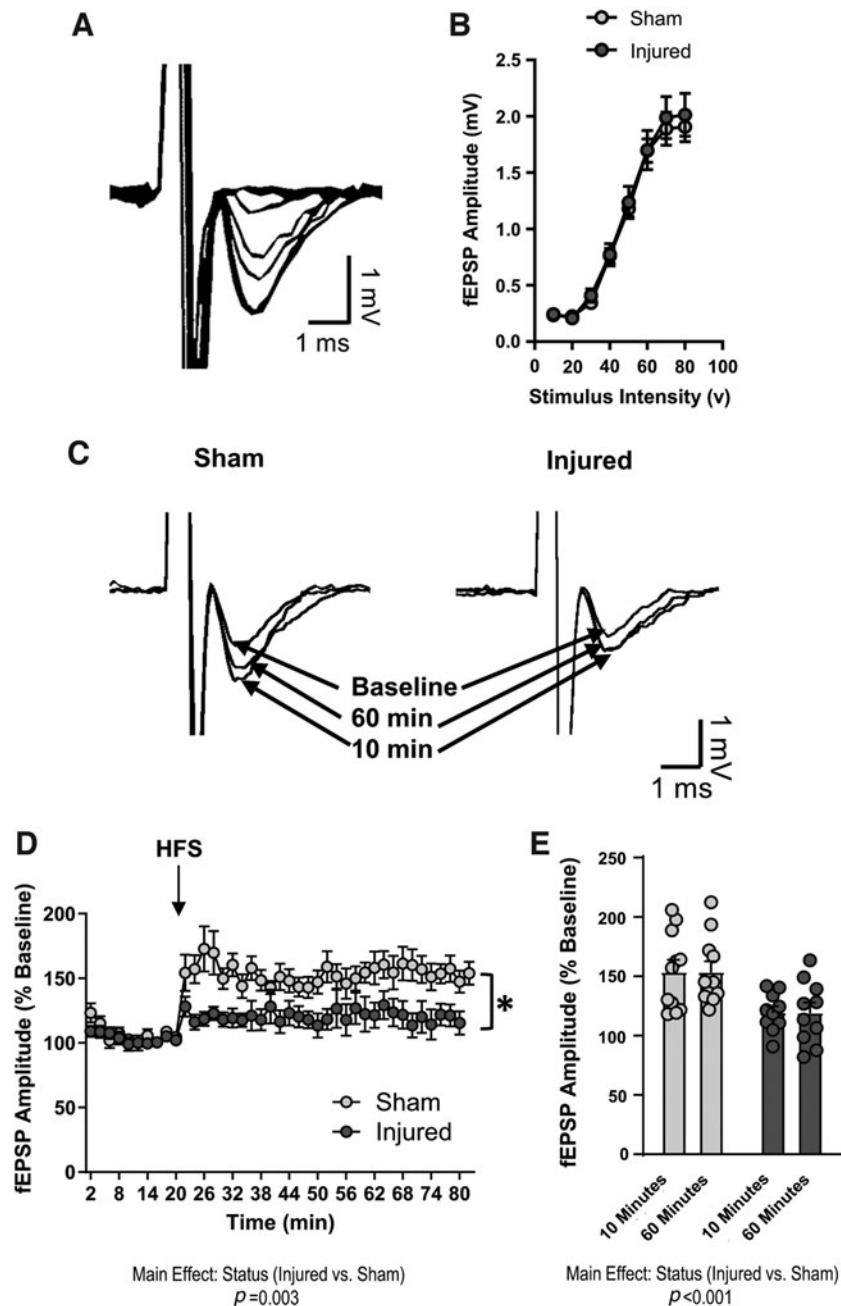 A
1 mV
1 ms
B
Sham
Injured
fEPSP Amplitude (mV)
2.5
2.0
1.5
1.0
0.5
0.0
0 20 40 60 80 100
Stimulus Intensity (v)
C
Sham
Injured
Baseline
60 min
10 min
1 mV
1 ms
D
HFS
fEPSP Amplitude (% Baseline)
200
150
100
50
0
*
Sham
Injured
2 8 14 20 26 32 38 44 50 56 62 68 74 80
Time (min)
Main Effect: Status (Injured vs. Sham)
p=0.003
E
fEPSP Amplitude (% Baseline)
250
200
150
100
50
0
10 Minutes
60 Minutes
10 Minutes
60 Minutes
Main Effect: Status (Injured vs. Sham)
p<0.001